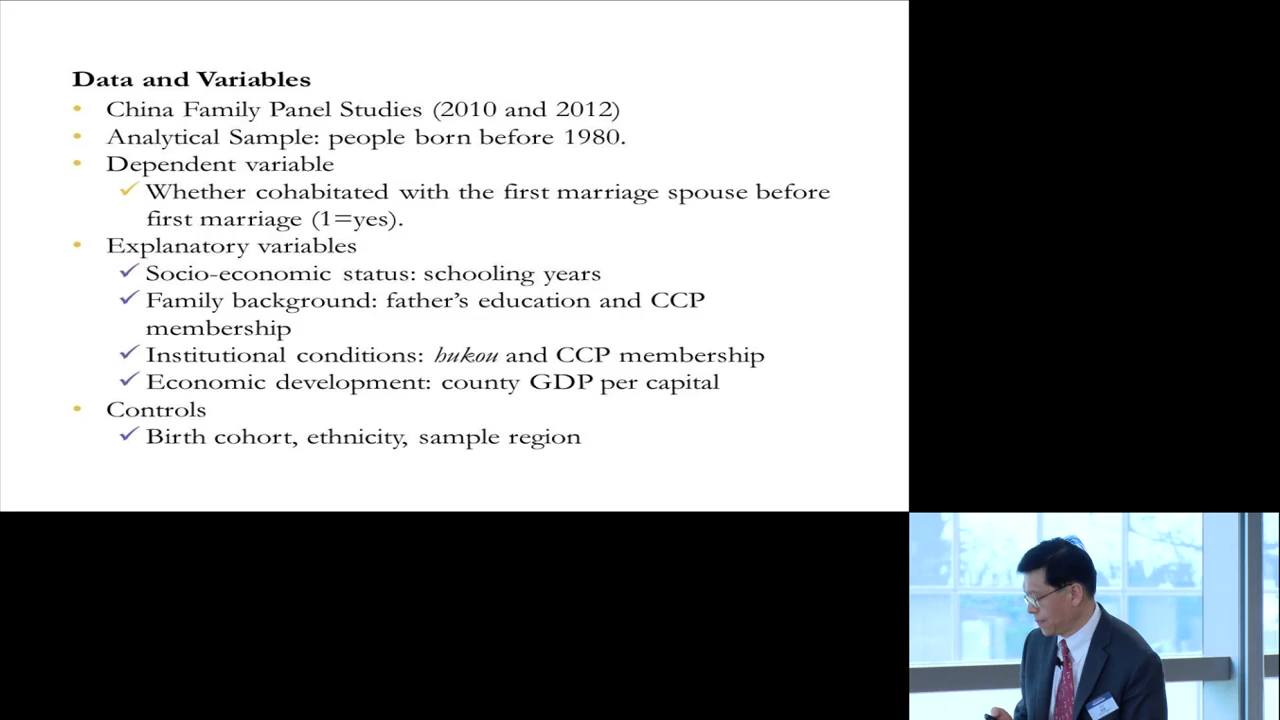 Data and Variables
• China Family Panel Studies (2010 and 2012)
• Analytical Sample: people born before 1980.
• Dependent variable
✓ Whether cohabitated with the first marriage spouse before
first marriage (1=yes).
• Explanatory variables
✓ Socio-economic status: schooling years
✓ Family background: father's education and CCP
membership
✓ Institutional conditions: hukou and CCP membership
✓ Economic development: county GDP per capital
• Controls
✓ Birth cohort, ethnicity, sample region